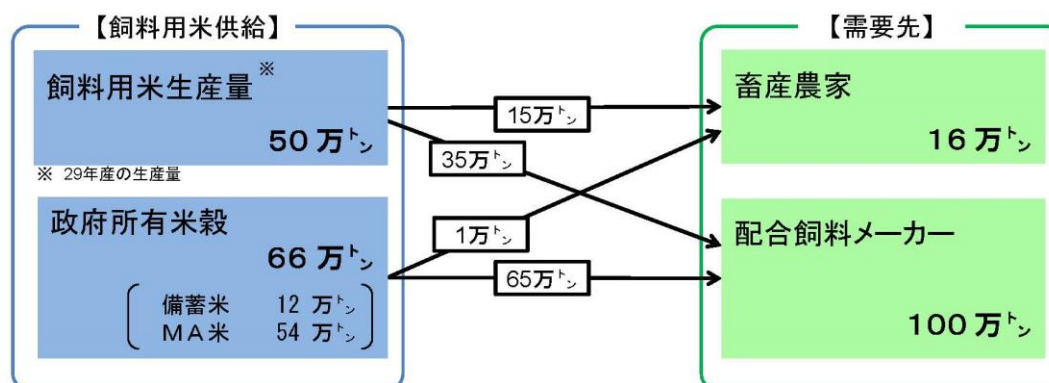 【飼料用米供給】
飼料用米生産量※
50万トン
※ 29年産の生産量
政府所有米穀
66万トン
備蓄米 12 万トン
MA米 54 万トン
15万トン
35万トン
1万トン
65万トン
【需要先】
畜産農家
16万トン
配合飼料メーカー
100万トン